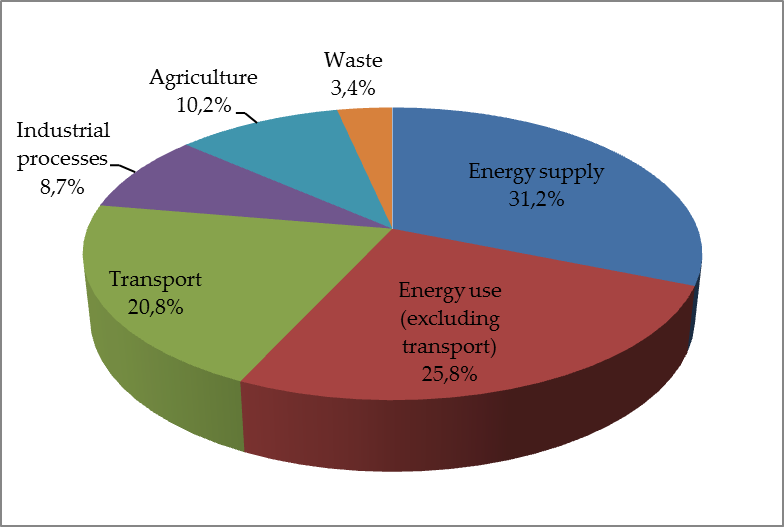 Waste
3,4%
Agriculture
10,2%
Industrial
processes
8,7%
Energy supply
31,2%
Transport
20,8%
Energy use
(excluding
transport)
25,8%